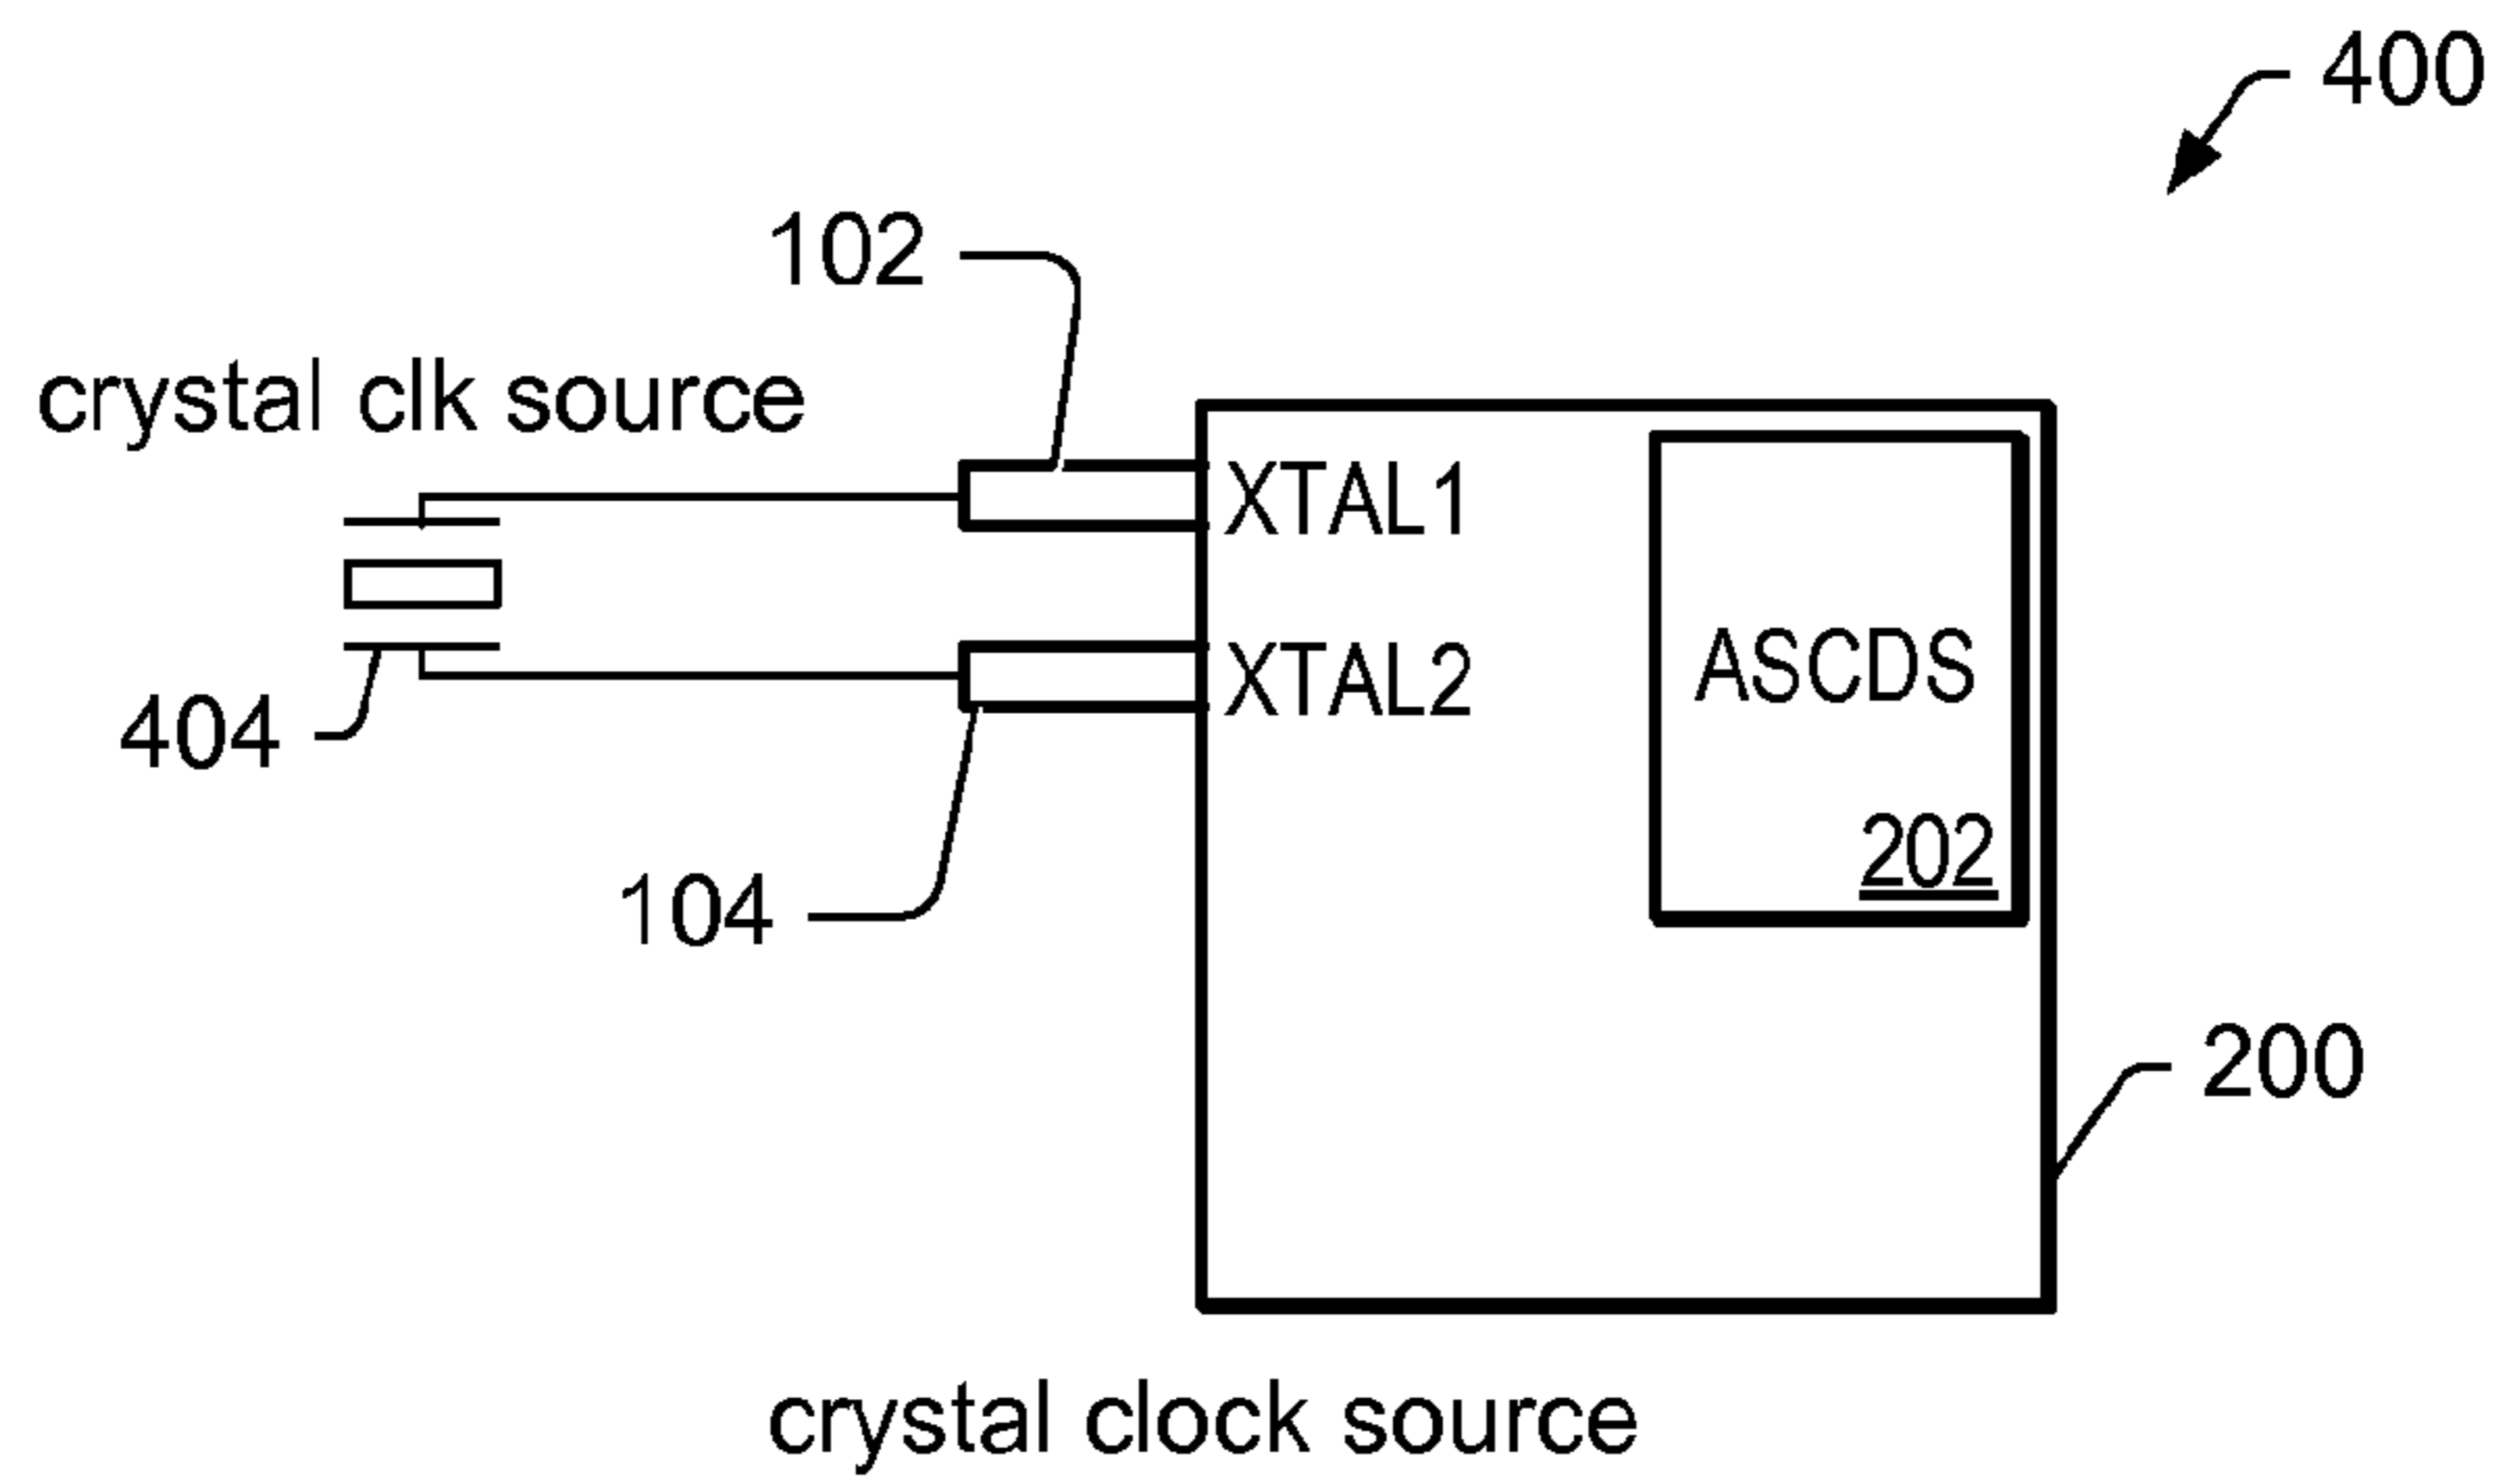 400
102
crystal clk source
XTAL1
XTAL2
ASCDS
404
202
104
200
crystal clock source